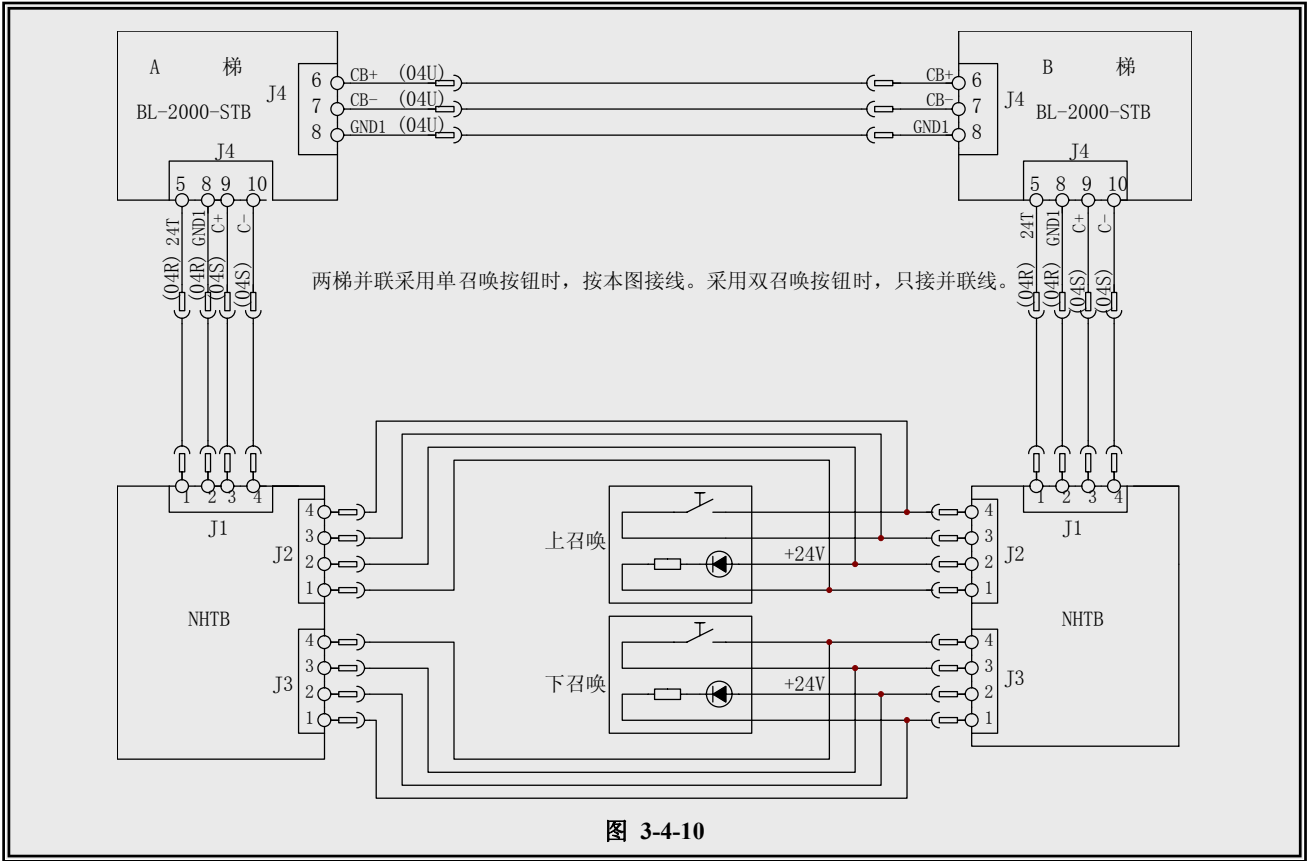 A 梯
BL-2000-STB
J4
6 CB+ (04U)
7 CB- (04U)
8 GND1 (04U)
J4
5 8 9 10
(04R) 24T
(04R) GND1
(04S) C+
(04S) C-
B 梯
BL-2000-STB
J4
CB+ 6
CB- 7
GND1 8
J4
5 8 9 10
(04R) 24T
(04R) GND1
(04S) C+
(04S) C-
两梯并联采用单召唤按钮时，按本图接线。采用双召唤按钮时，只接并联线。
1 2 3 4
J1
J2
4
3
2
1
NHTB
J3
4
3
2
1
上召唤
+24V
下召唤
+24V
1 2 3 4
J1
J2
4
3
2
1
NHTB
J3
4
3
2
1
图 3-4-10